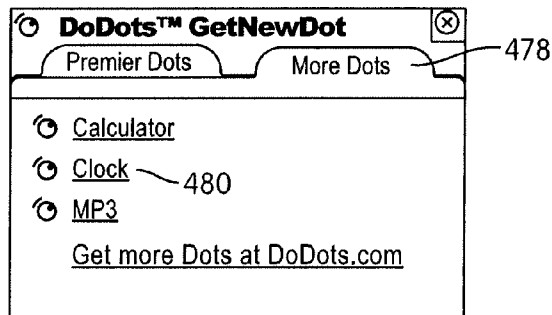 DoDots™ GetNewDot
Premier Dots More Dots 478
Calculator
Clock 480
MP3
Get more Dots at DoDots.com